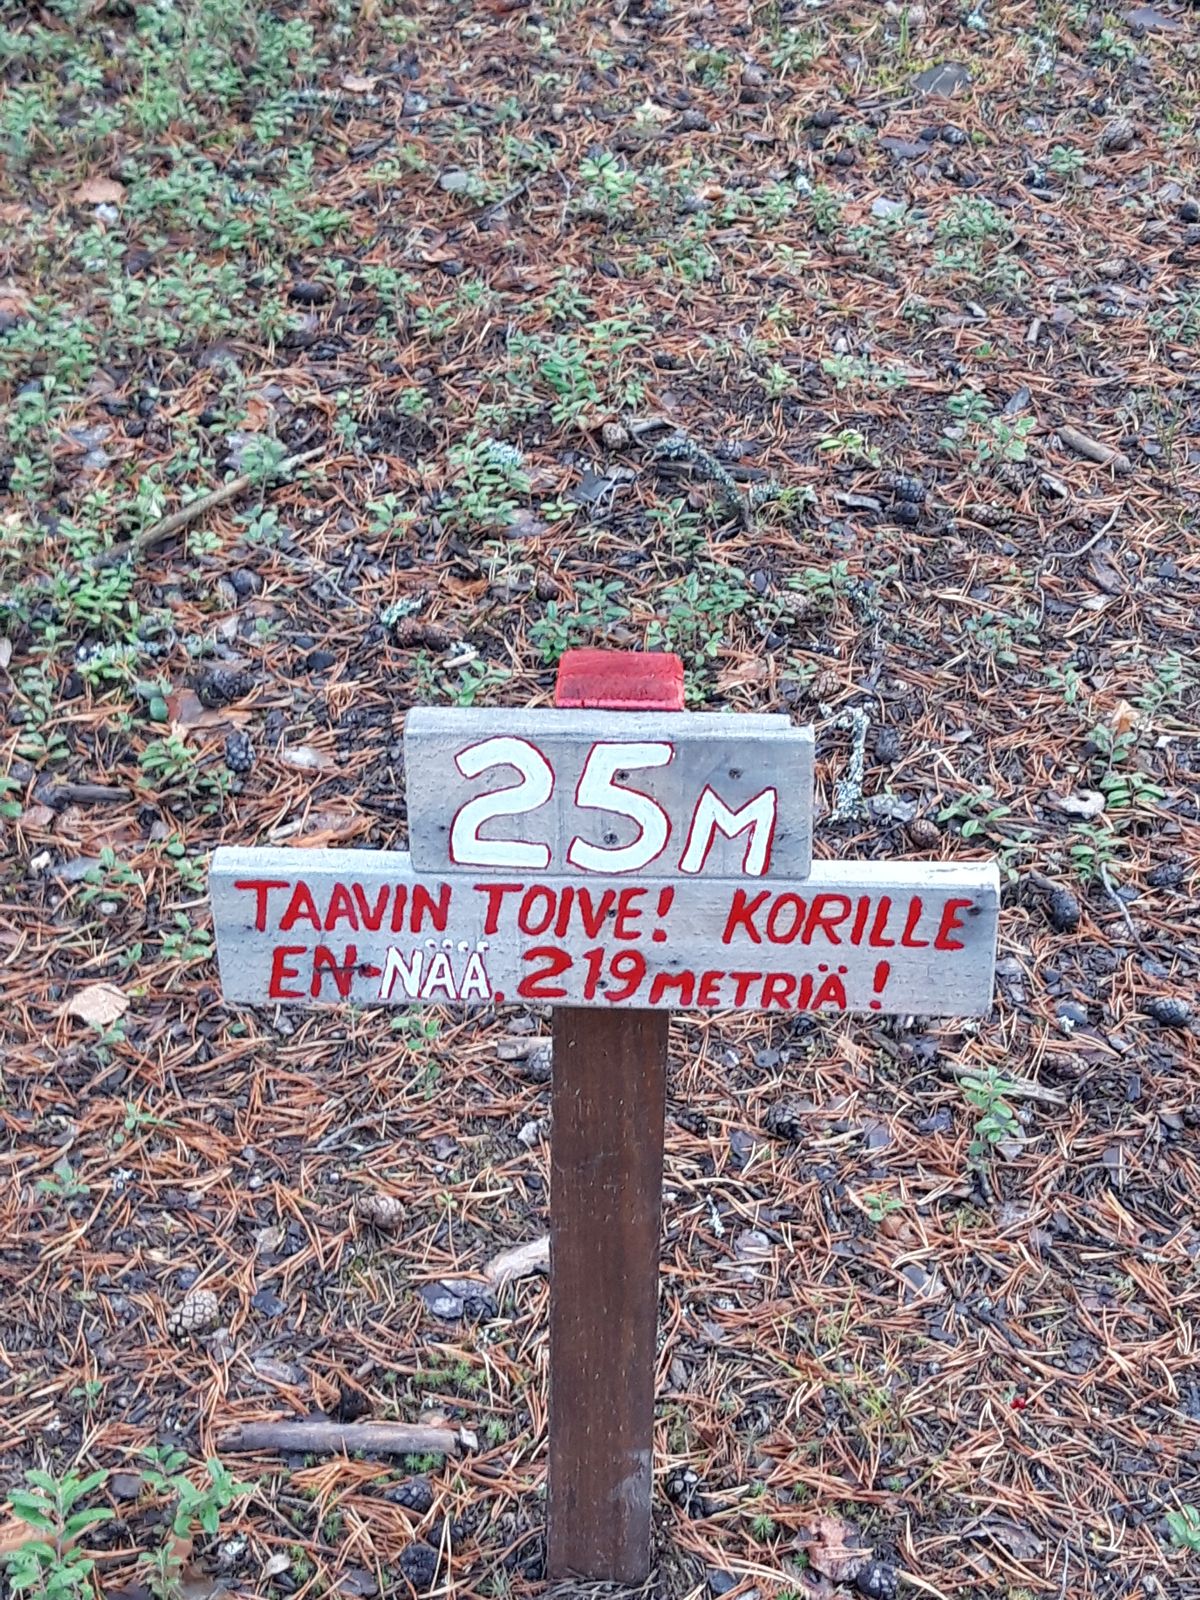 25M
TAAVIN TOIVE! KORILLE
EN NÄÄ, 219 METRIÄ!